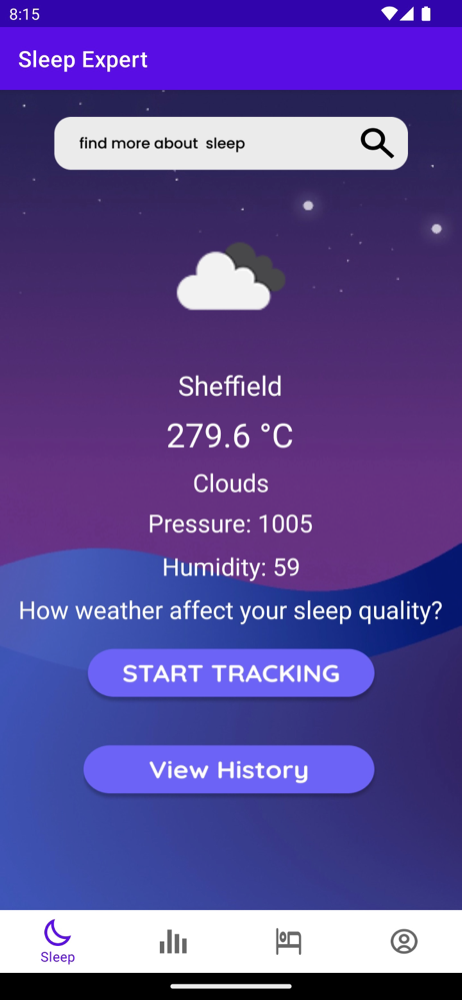 8:15
Sleep Expert
find more about sleep
Sheffield
279.6 °C
Clouds
Pressure: 1005
Humidity: 59
How weather affect your sleep quality?
START TRACKING
View History
Sleep